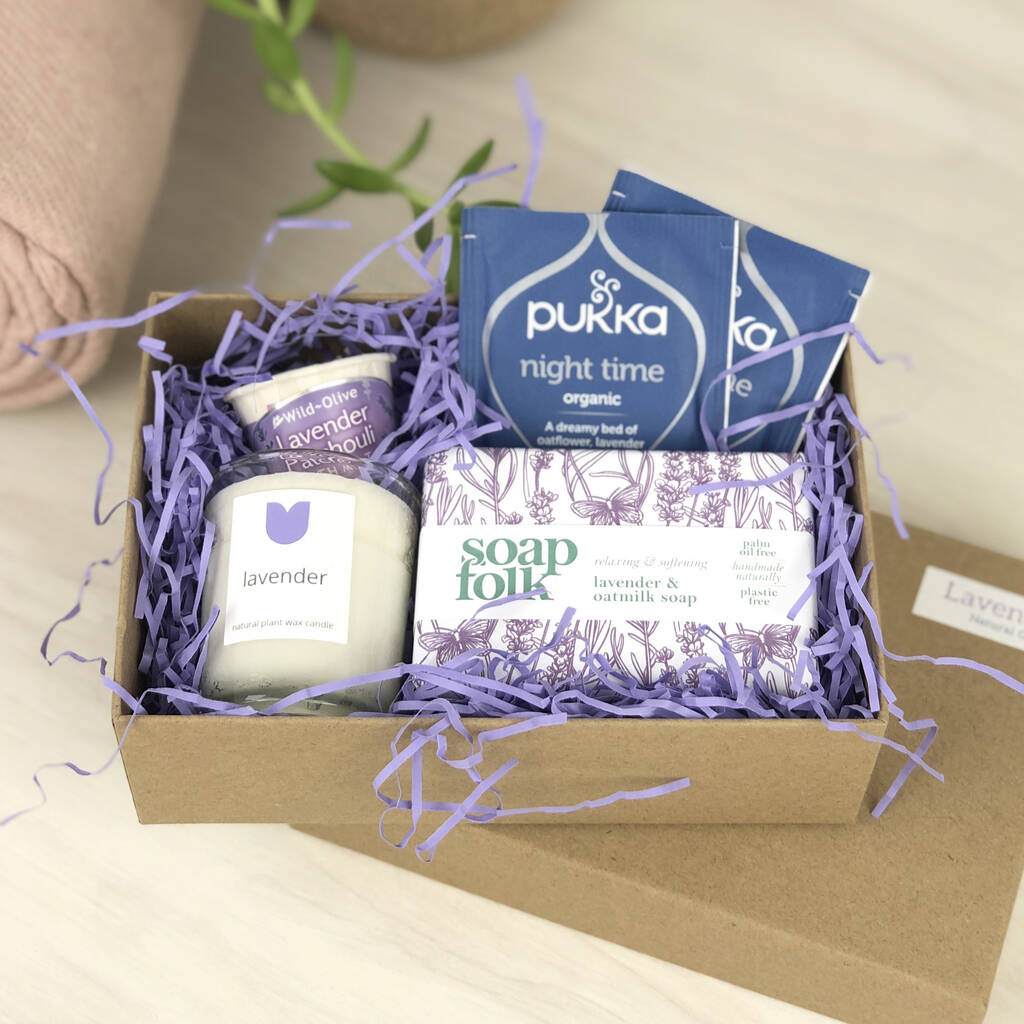 pukka
night time
organic
A dreamy bed of
oatflower, lavender
Wild~Olive
Lavender
lavender
natural plant wax candle
soap
folk
relaxing & softening
lavender &
oatmilk soap
palm
oil free
handmade
naturally
plastic
free
Natural